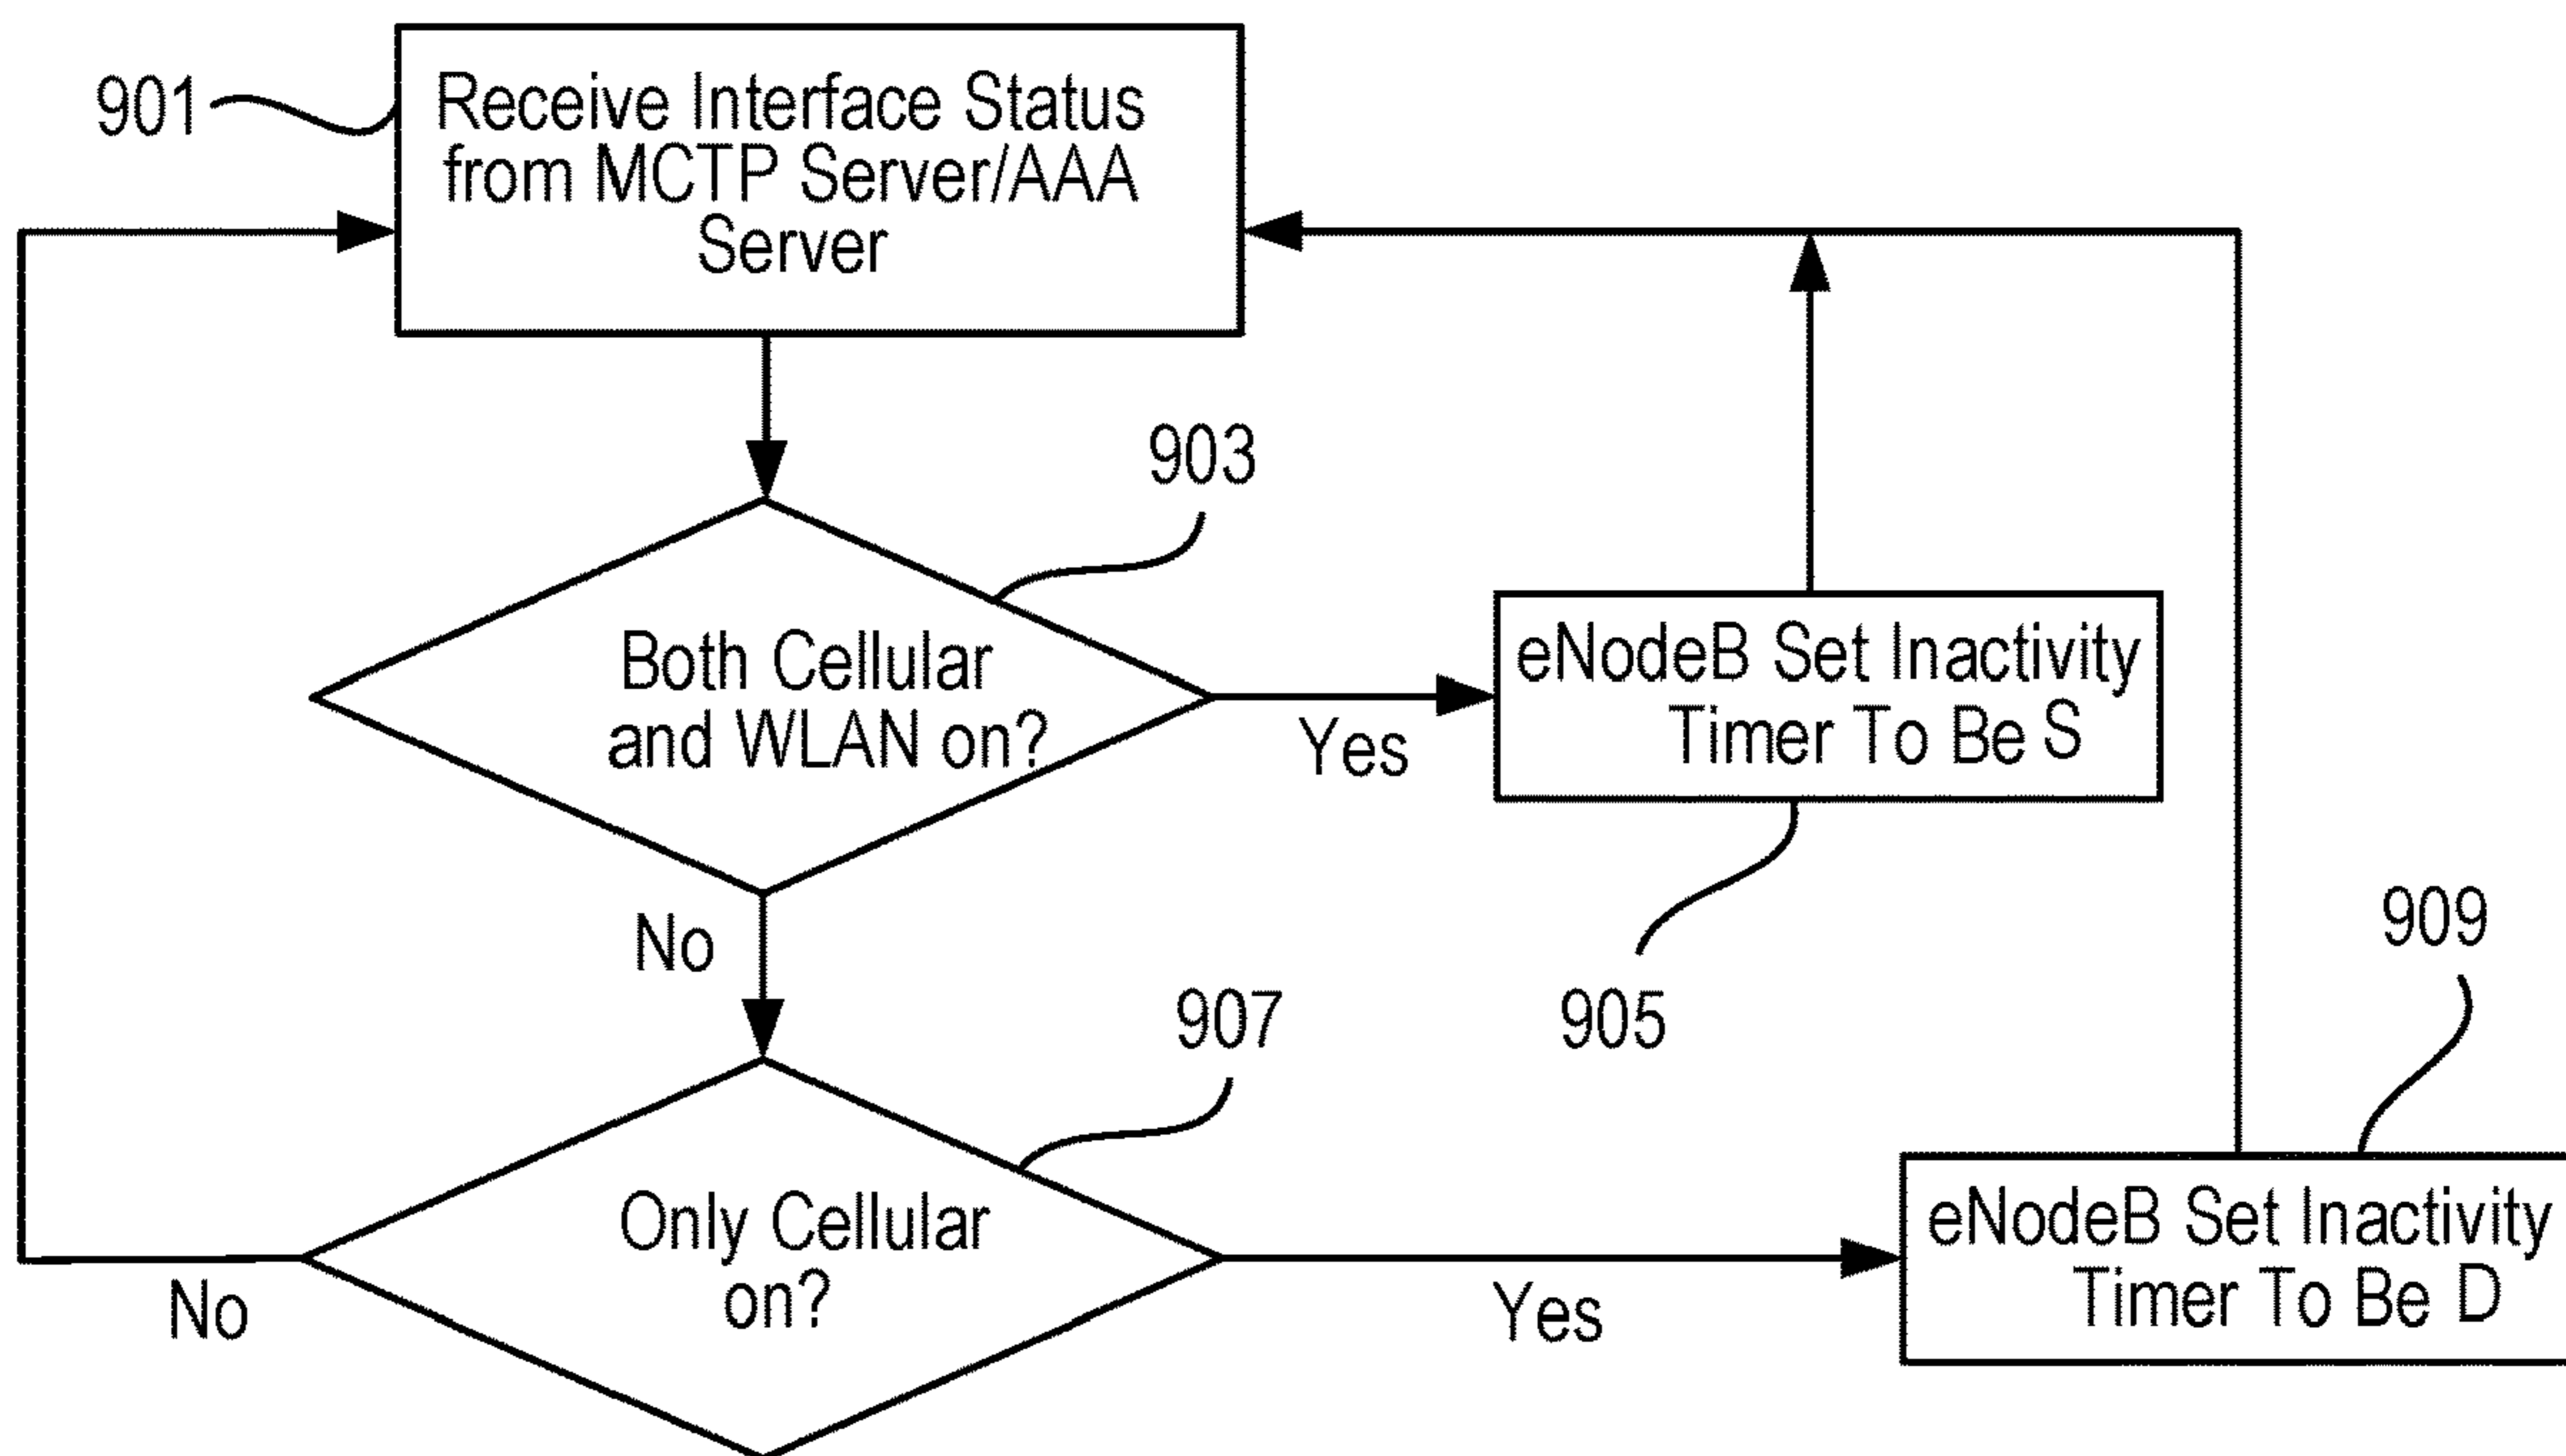 901
Receive Interface Status
from MCTP Server/AAA
Server
903
Both Cellular
and WLAN on?
Yes
eNodeB Set Inactivity
Timer To Be S
905
No
907
Only Cellular
on?
No
Yes
909
eNodeB Set Inactivity
Timer To Be D